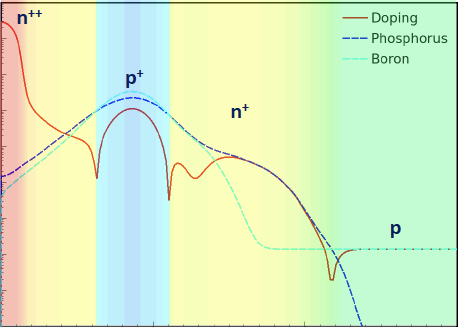 n++
Doping
Phosphorus
Boron
p+
n+
p